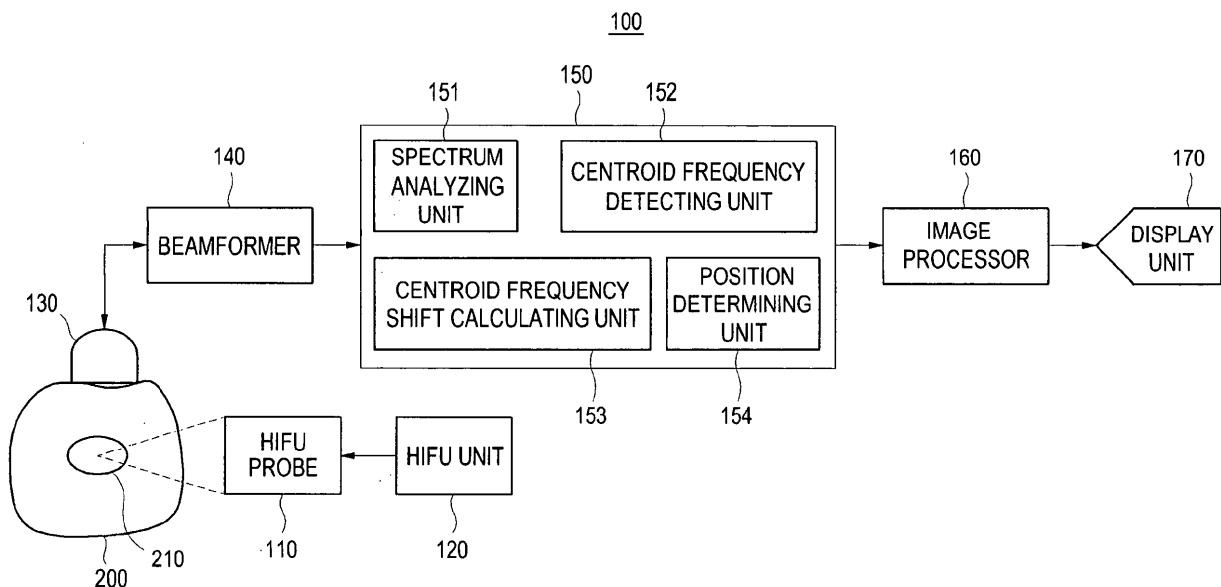 100
150
151
152
SPECTRUM
ANALYZING
UNIT
CENTROID FREQUENCY
DETECTING UNIT
140
BEAMFORMER
160
IMAGE
PROCESSOR
170
DISPLAY
UNIT
CENTROID FREQUENCY
SHIFT CALCULATING UNIT
POSITION
DETERMINING
UNIT
130
153
154
HIFU
PROBE
HIFU UNIT
200
210
110
120